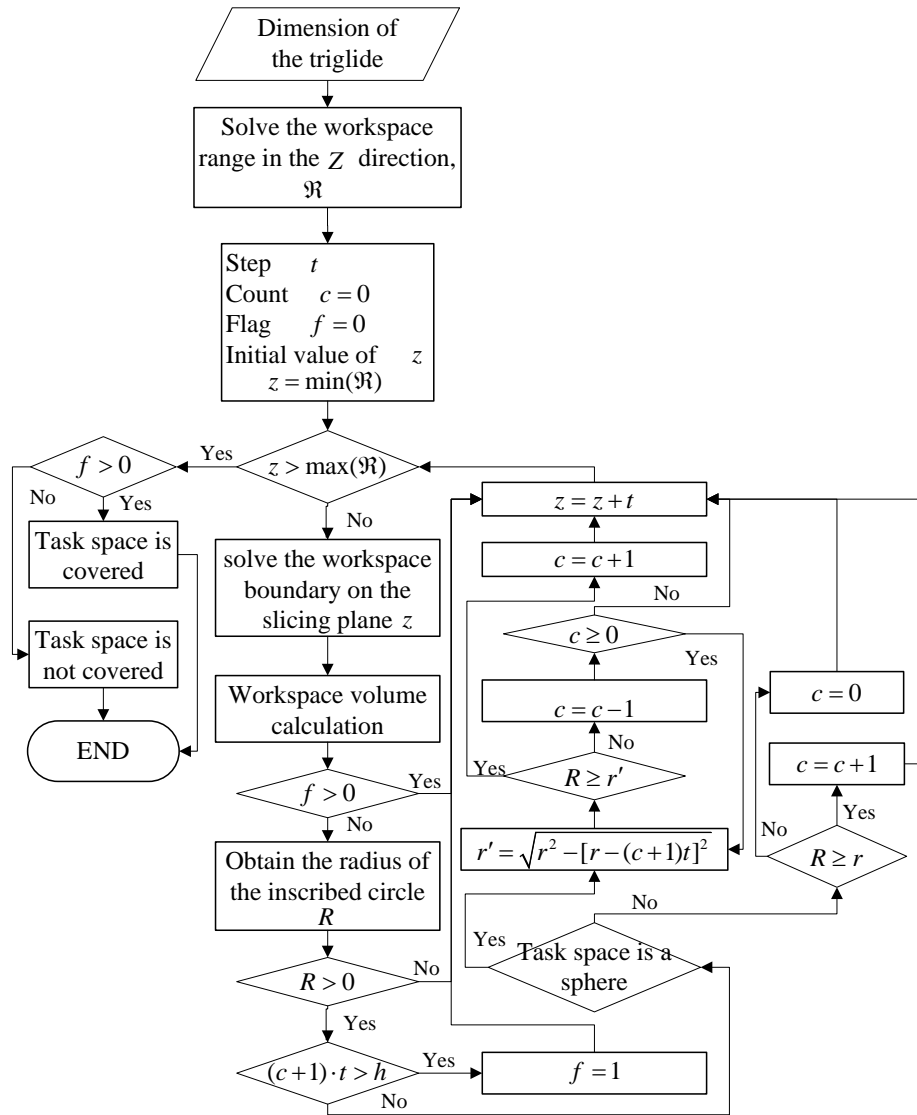 Dimension of
the triglide
Solve the workspace
range in the Z direction,
ℜ
Step t
Count c = 0
Flag f = 0
Initial value of z
z = min(ℜ)
f > 0
Yes
z > max(ℜ)
No
Yes
No
Task space is
covered
solve the workspace
boundary on the
slicing plane z
Task space is
not covered
Workspace volume
calculation
END
f > 0
Yes
No
Obtain the radius of
the inscribed circle
R
R > 0
No
Yes
(c+1)·t > h
Yes
No
f = 1
z = z + t
c = c + 1
No
c ≥ 0
Yes
c = c − 1
No
Yes
R ≥ r′
r′ = √(r² − [r − (c+1)t]²)
No
Yes
Task space is a
sphere
c = 0
c = c + 1
Yes
No
R ≥ r